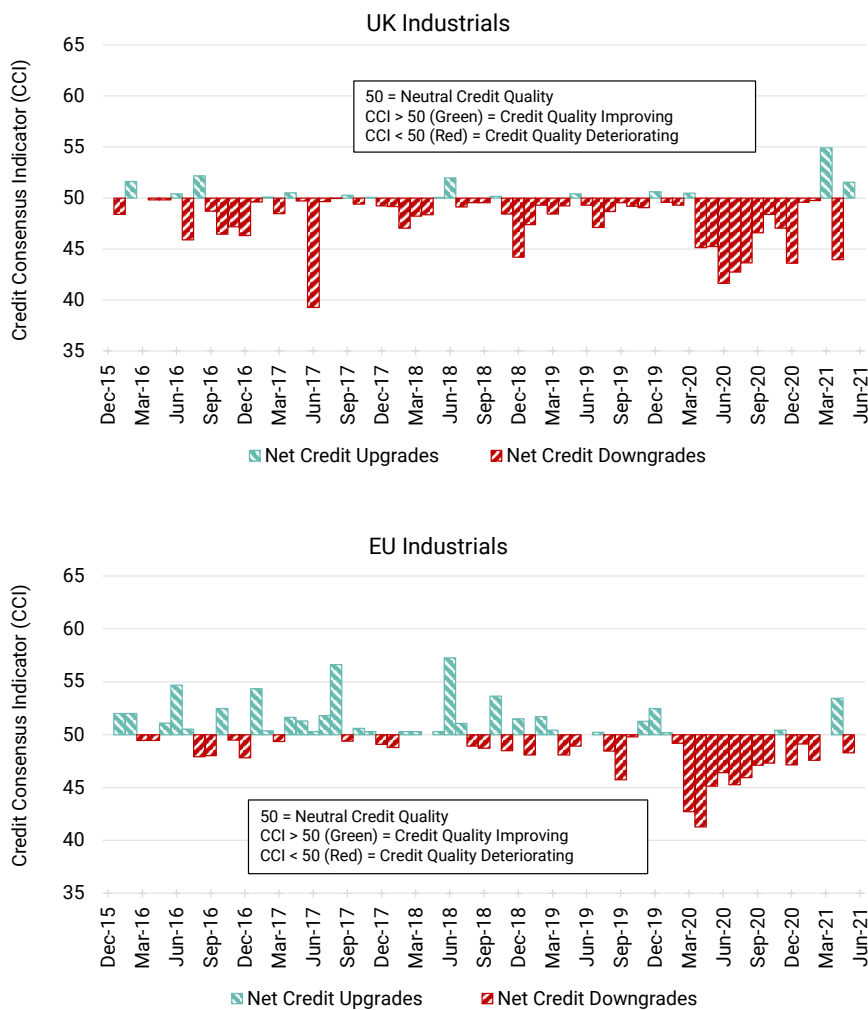 UK Industrials
Credit Consensus Indicator (CCI)
65
60
55
50
45
40
35
50 = Neutral Credit Quality
CCI > 50 (Green) = Credit Quality Improving
CCI < 50 (Red) = Credit Quality Deteriorating
Dec-15
Mar-16
Jun-16
Sep-16
Dec-16
Mar-17
Jun-17
Sep-17
Dec-17
Mar-18
Jun-18
Sep-18
Dec-18
Mar-19
Jun-19
Sep-19
Dec-19
Mar-20
Jun-20
Sep-20
Dec-20
Mar-21
Jun-21
Net Credit Upgrades Net Credit Downgrades
EU Industrials
Credit Consensus Indicator (CCI)
65
60
55
50
45
40
35
50 = Neutral Credit Quality
CCI > 50 (Green) = Credit Quality Improving
CCI < 50 (Red) = Credit Quality Deteriorating
Dec-15
Mar-16
Jun-16
Sep-16
Dec-16
Mar-17
Jun-17
Sep-17
Dec-17
Mar-18
Jun-18
Sep-18
Dec-18
Mar-19
Jun-19
Sep-19
Dec-19
Mar-20
Jun-20
Sep-20
Dec-20
Mar-21
Jun-21
Net Credit Upgrades Net Credit Downgrades